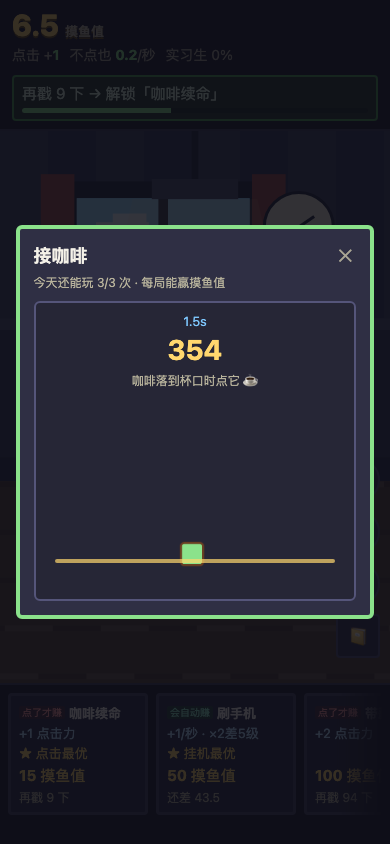 6.5 摸鱼值
点击 +1 不点也 0.2/秒 实习生 0%
再戳 9 下 → 解锁「咖啡续命」
接咖啡
今天还能玩 3/3 次 · 每局能赢摸鱼值
1.5s
354
咖啡落到杯口时点它 ☕
点了才赚 咖啡续命
+1 点击力
★ 点击最优
15 摸鱼值
再戳 9 下
会自动赚 刷手机
+1/秒 · ×2差5级
★ 挂机最优
50 摸鱼值
还差 43.5
点了才赚
+2 点击力
100 摸鱼值
再戳 94 下